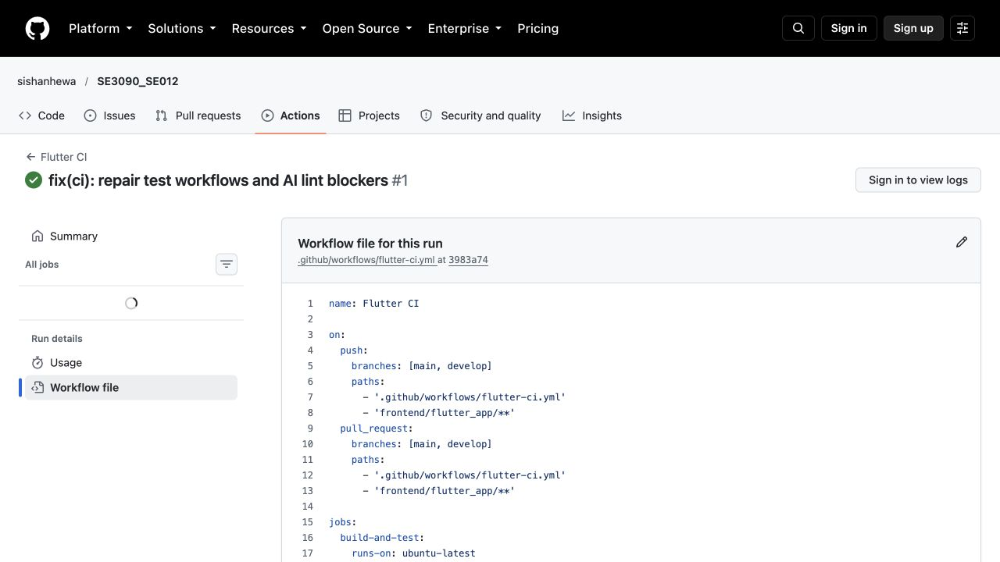 Platform Solutions Resources Open Source Enterprise Pricing Sign in Sign up
sishanhewa / SE3090_SE012
Code Issues Pull requests Actions Projects Security and quality Insights
Flutter CI
fix(ci): repair test workflows and AI lint blockers #1
Sign in to view logs
Summary
All jobs
Run details
Usage
Workflow file
Workflow file for this run
.github/workflows/flutter-ci.yml at 3983a74
1 name: Flutter CI
2
3 on:
4 push:
5 branches: [main, develop]
6 paths:
7 - '.github/workflows/flutter-ci.yml'
8 - 'frontend/flutter_app/**'
9 pull_request:
10 branches: [main, develop]
11 paths:
12 - '.github/workflows/flutter-ci.yml'
13 - 'frontend/flutter_app/**'
14
15 jobs:
16 build-and-test:
17 runs-on: ubuntu-latest